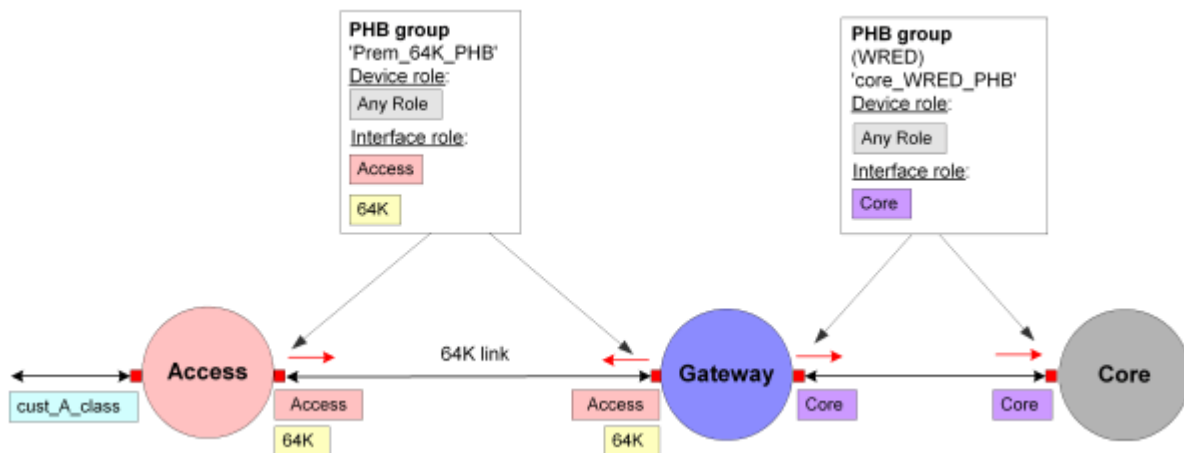 PHB group
'Prem_64K_PHB'
Device role:
Any Role
Interface role:
Access
64K
PHB group
(WRED)
'core_WRED_PHB'
Device role:
Any Role
Interface role:
Core
Access
64K link
Gateway
Core
cust_A_class
Access
64K
Access
64K
Core
Core